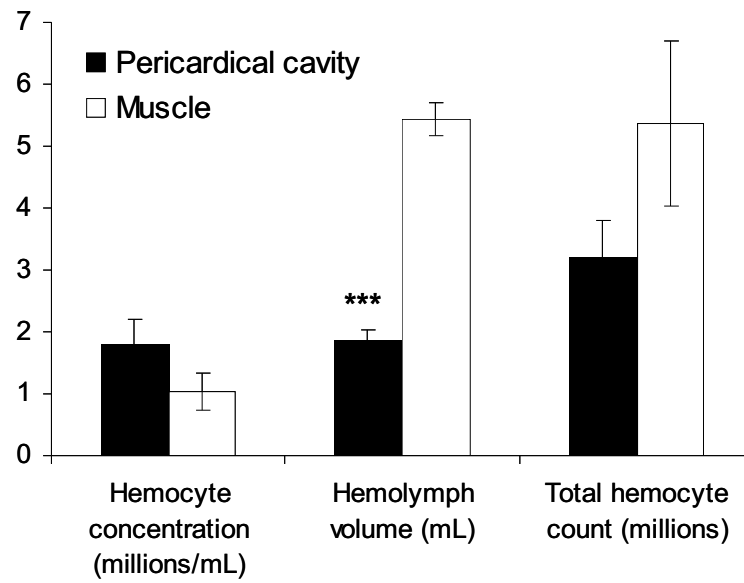 7
6
5
4
3
2
1
0
Pericardical cavity
Muscle
***
Hemocyte
concentration
(millions/mL)
Hemolymph
volume (mL)
Total hemocyte
count (millions)